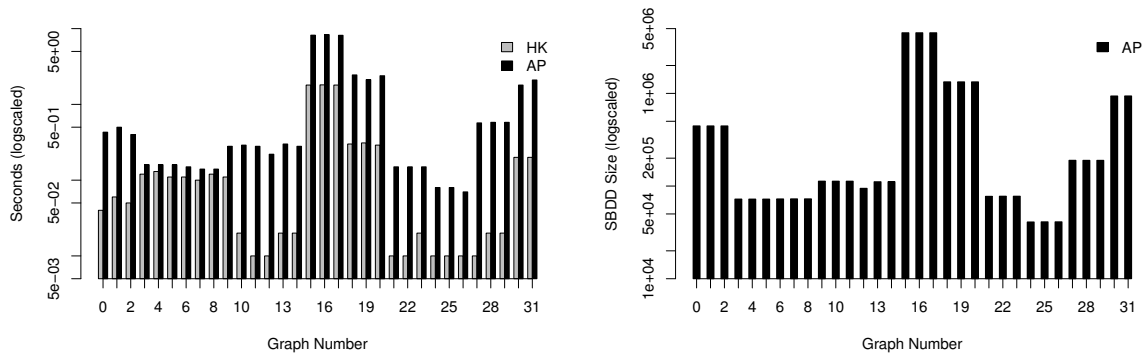 Seconds (logscaled)
5e+00
5e-01
5e-02
5e-03
HK
AP
0 2 4 6 8 10 13 16 19 22 25 28 31
Graph Number
SBDD Size (logscaled)
5e+06
1e+06
2e+05
5e+04
1e+04
AP
0 2 4 6 8 10 13 16 19 22 25 28 31
Graph Number